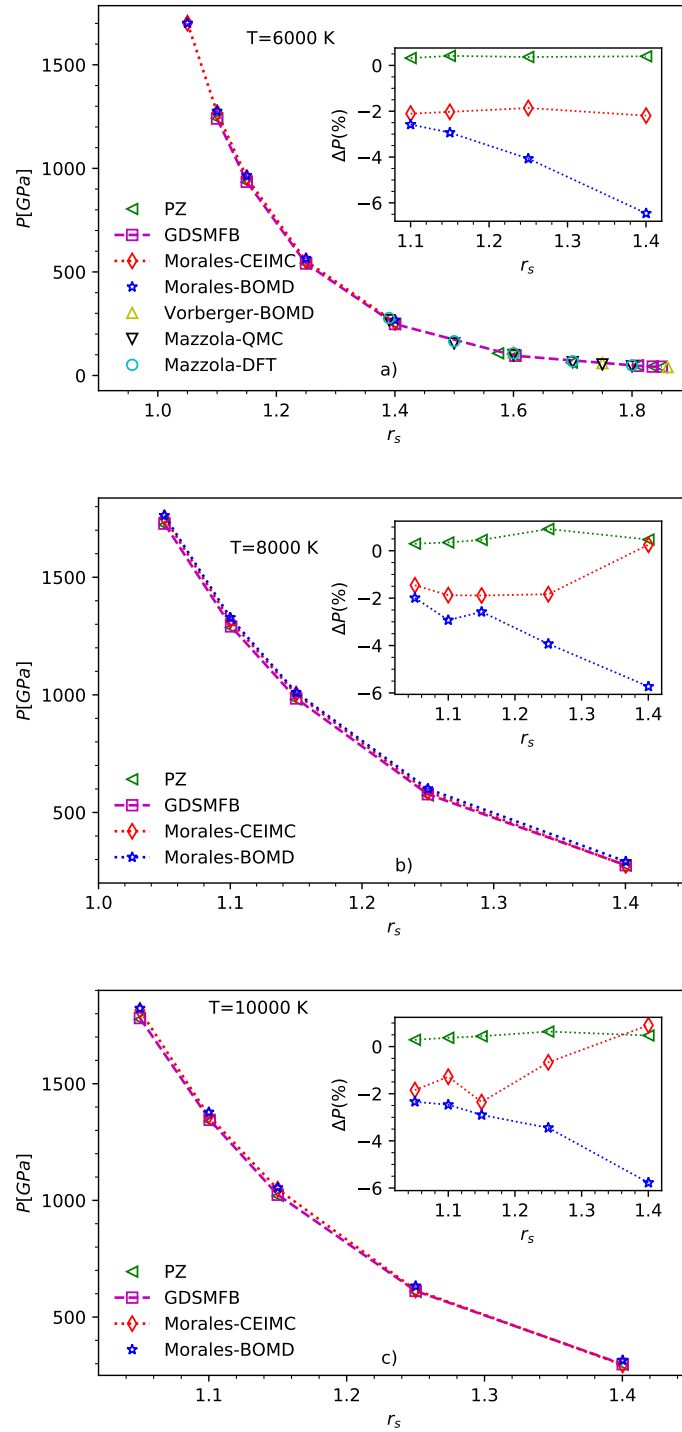 T=6000 K
P[GPa]
1500
1000
500
0
1.0
1.2
1.4
1.6
1.8
r_s
PZ
GDSMFB
Morales-CEIMC
Morales-BOMD
Vorberger-BOMD
Mazzola-QMC
Mazzola-DFT
a)
ΔP(%)
0
−2
−4
−6
1.1
1.2
1.3
1.4
r_s
T=8000 K
P[GPa]
1500
1000
500
1.0
1.1
1.2
1.3
1.4
r_s
PZ
GDSMFB
Morales-CEIMC
Morales-BOMD
b)
ΔP(%)
0
−2
−4
−6
1.1
1.2
1.3
1.4
r_s
T=10000 K
P[GPa]
1500
1000
500
1.1
1.2
1.3
1.4
r_s
PZ
GDSMFB
Morales-CEIMC
Morales-BOMD
c)
ΔP(%)
0
−2
−4
−6
1.1
1.2
1.3
1.4
r_s